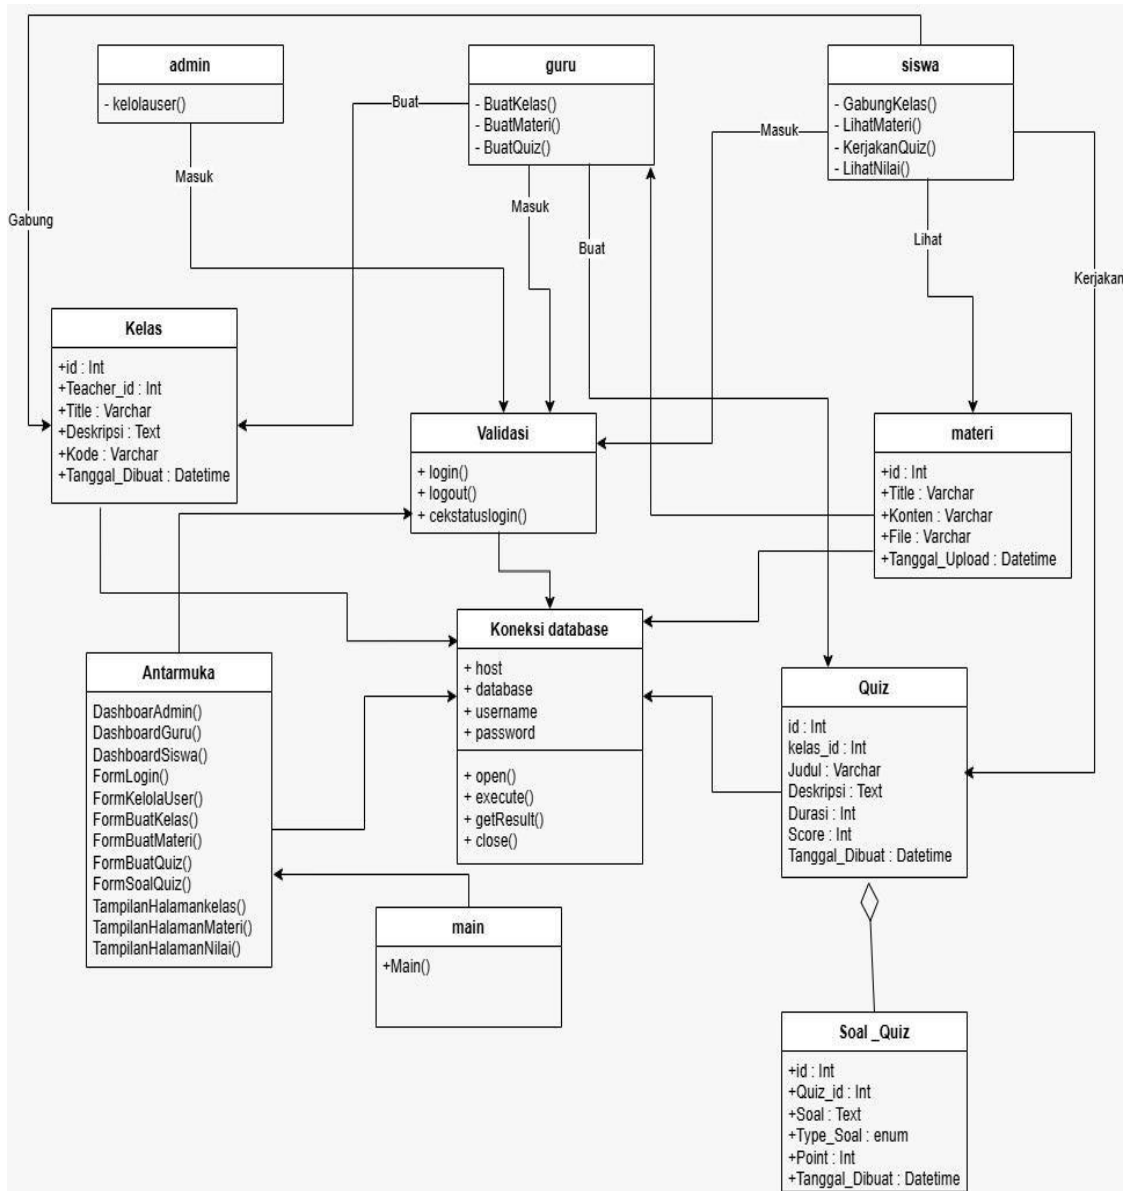 admin
- kelolauser()
guru
- BuatKelas()
- BuatMateri()
- BuatQuiz()
siswa
- GabungKelas()
- LihatMateri()
- KerjakanQuiz()
- LihatNilai()
Buat
Masuk
Masuk
Masuk
Gabung
Buat
Lihat
Kerjakan
Kelas
+id : Int
+Teacher_id : Int
+Title : Varchar
+Deskripsi : Text
+Kode : Varchar
+Tanggal_Dibuat : Datetime
Validasi
+ login()
+ logout()
+ cekstatuslogin()
materi
+id : Int
+Title : Varchar
+Konten : Varchar
+File : Varchar
+Tanggal_Upload : Datetime
Koneksi database
+ host
+ database
+ username
+ password
+ open()
+ execute()
+ getResult()
+ close()
Antarmuka
DashboarAdmin()
DashboardGuru()
DashboardSiswa()
FormLogin()
FormKelolaUser()
FormBuatKelas()
FormBuatMateri()
FormBuatQuiz()
FormSoalQuiz()
TampilanHalamankelas()
TampilanHalamanMateri()
TampilanHalamanNilai()
Quiz
id : Int
kelas_id : Int
Judul : Varchar
Deskripsi : Text
Durasi : Int
Score : Int
Tanggal_Dibuat : Datetime
main
+Main()
Soal _Quiz
+id : Int
+Quiz_id : Int
+Soal : Text
+Type_Soal : enum
+Point : Int
+Tanggal_Dibuat : Datetime